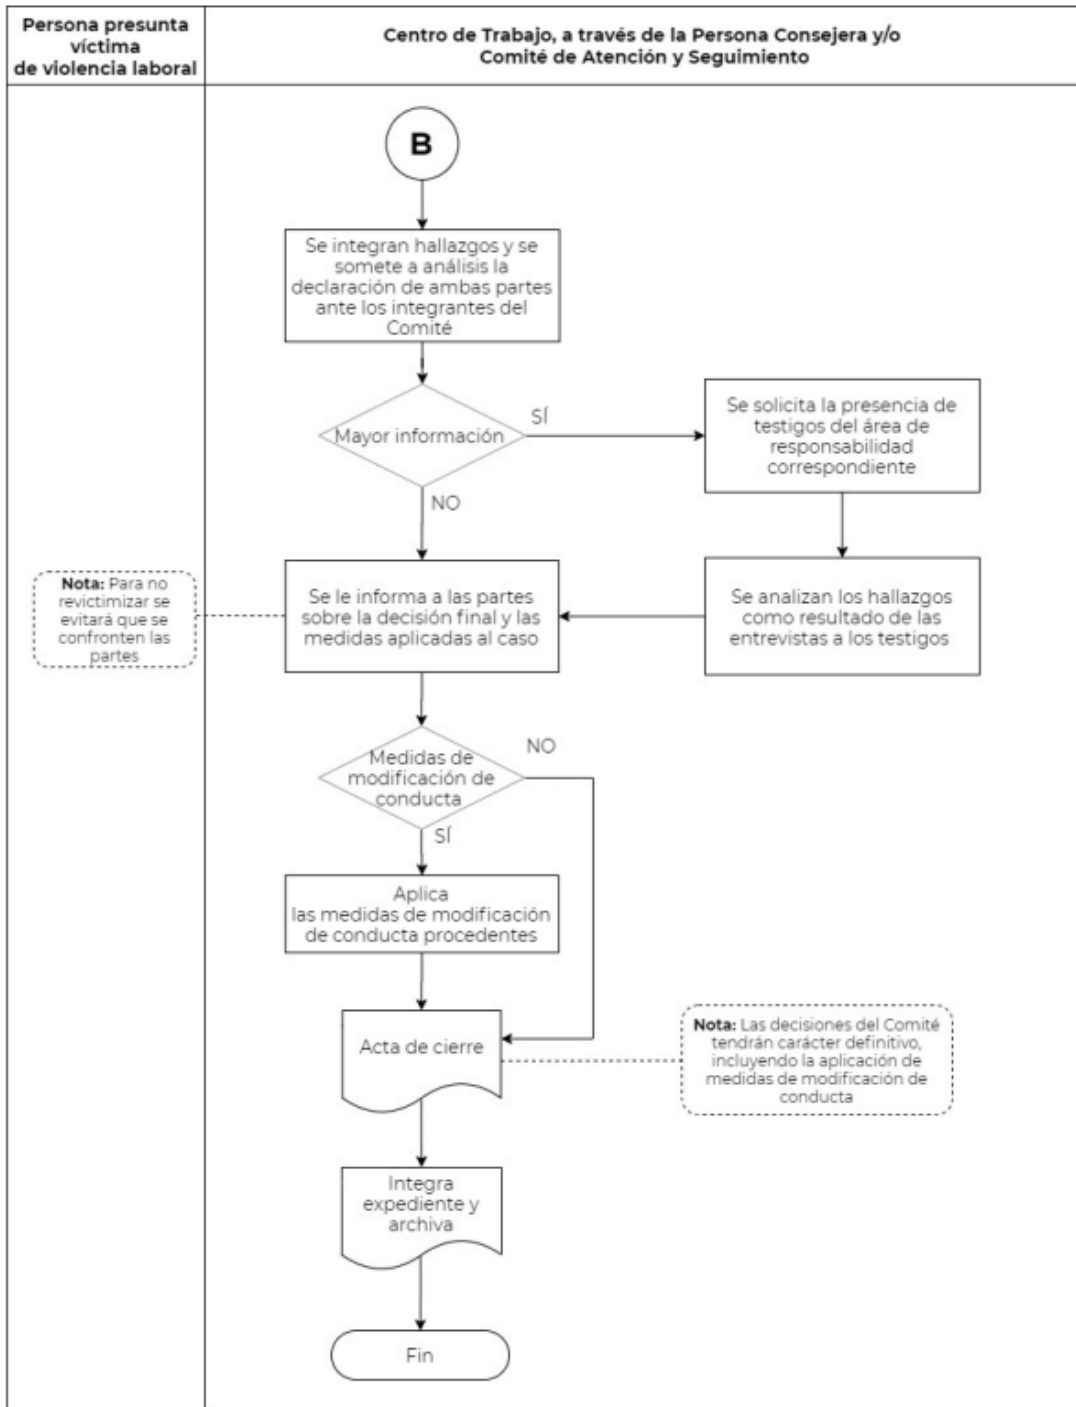 Persona presunta
víctima
de violencia laboral
Centro de Trabajo, a través de la Persona Consejera y/o
Comité de Atención y Seguimiento
B
Se integran hallazgos y se
somete a análisis la
declaración de ambas partes
ante los integrantes del
Comité
Mayor información
SÍ
Se solicita la presencia de
testigos del área de
responsabilidad
correspondiente
NO
Nota: Para no
revictimizar se
evitará que se
confronten las
partes
Se le informa a las partes
sobre la decisión final y las
medidas aplicadas al caso
Se analizan los hallazgos
como resultado de las
entrevistas a los testigos
Medidas de
modificación de
conducta
NO
SÍ
Aplica
las medidas de modificación
de conducta procedentes
Acta de cierre
Nota: Las decisiones del Comité
tendrán carácter definitivo,
incluyendo la aplicación de
medidas de modificación de
conducta
Integra
expediente y
archiva
Fin